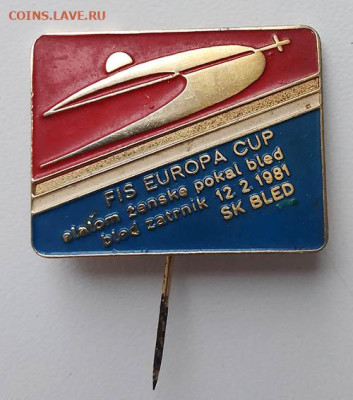 COINS.LAVE.RU
FIS EUROPA CUP
slalom ženske pokal bled
bled zatrnik 12 2. 1981
SK BLED